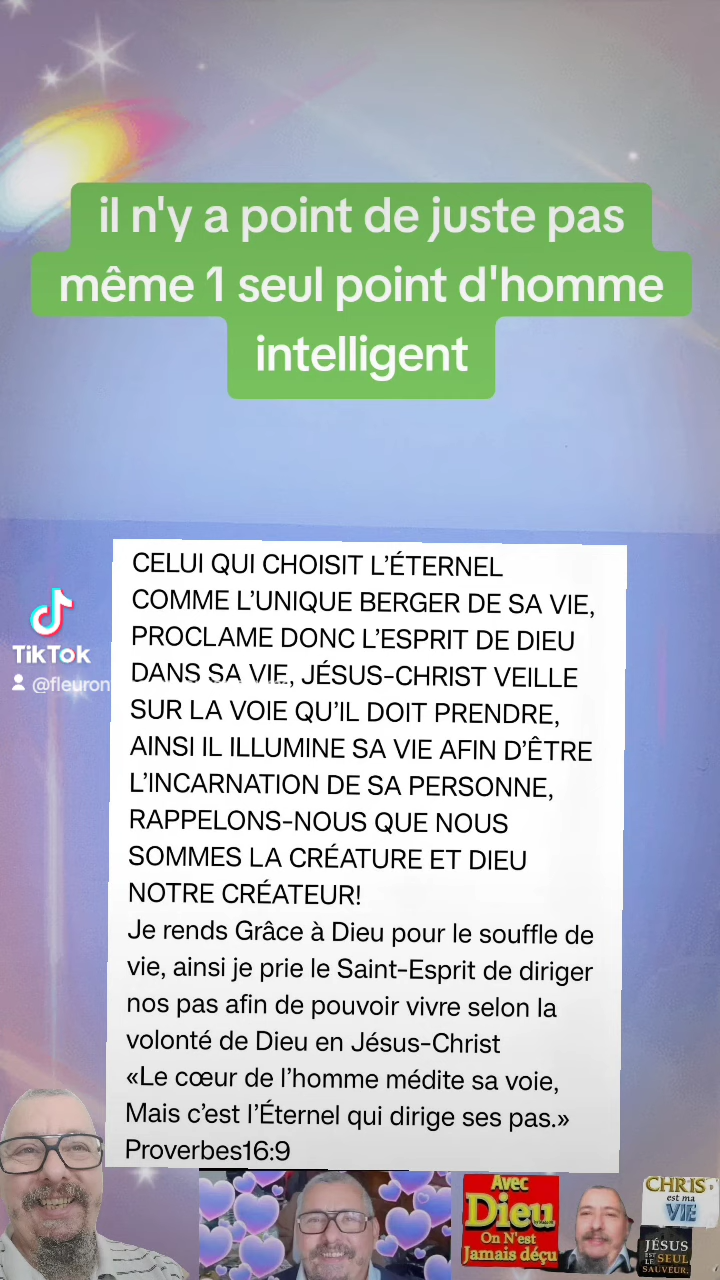 il n'y a point de juste pas
même 1 seul point d'homme
intelligent
CELUI QUI CHOISIT L'ÉTERNEL
COMME L'UNIQUE BERGER DE SA VIE,
PROCLAME DONC L'ESPRIT DE DIEU
DANS SA VIE, JÉSUS-CHRIST VEILLE
SUR LA VOIE QU'IL DOIT PRENDRE,
AINSI IL ILLUMINE SA VIE AFIN D'ÊTRE
L'INCARNATION DE SA PERSONNE,
RAPPELONS-NOUS QUE NOUS
SOMMES LA CRÉATURE ET DIEU
NOTRE CRÉATEUR!
Je rends Grâce à Dieu pour le souffle de
vie, ainsi je prie le Saint-Esprit de diriger
nos pas afin de pouvoir vivre selon la
volonté de Dieu en Jésus-Christ
«Le cœur de l'homme médite sa voie,
Mais c'est l'Éternel qui dirige ses pas.»
Proverbes16:9
TikTok
@fleuron
Avec
Dieu
On N'est
Jamais déçu
CHRIS
est ma
VIE
JÉSUS
EST LE SEUL
SAUVEUR.